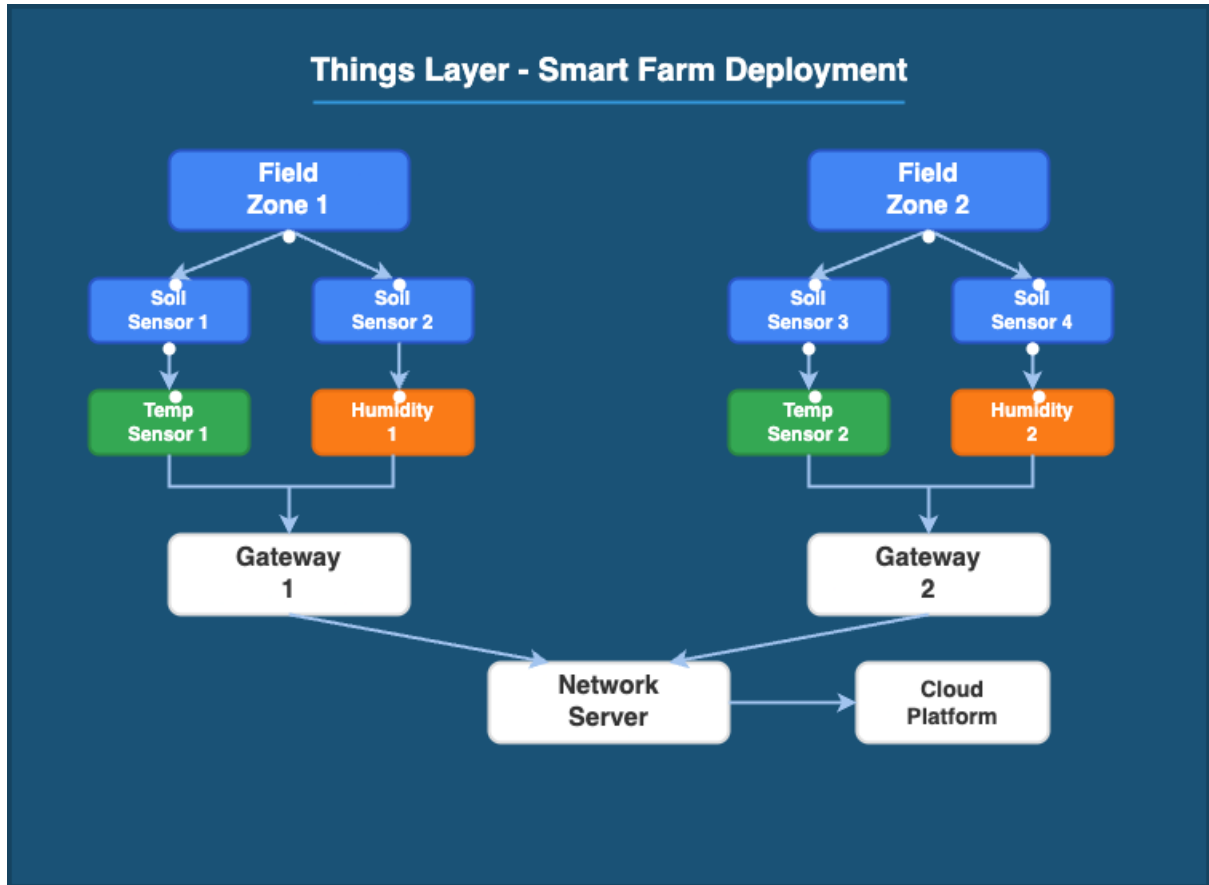 Things Layer - Smart Farm Deployment
Field
Zone 1
Field
Zone 2
Soil
Sensor 1
Soil
Sensor 2
Soil
Sensor 3
Soil
Sensor 4
Temp
Sensor 1
Humidity
1
Temp
Sensor 2
Humidity
2
Gateway
1
Gateway
2
Network
Server
Cloud
Platform